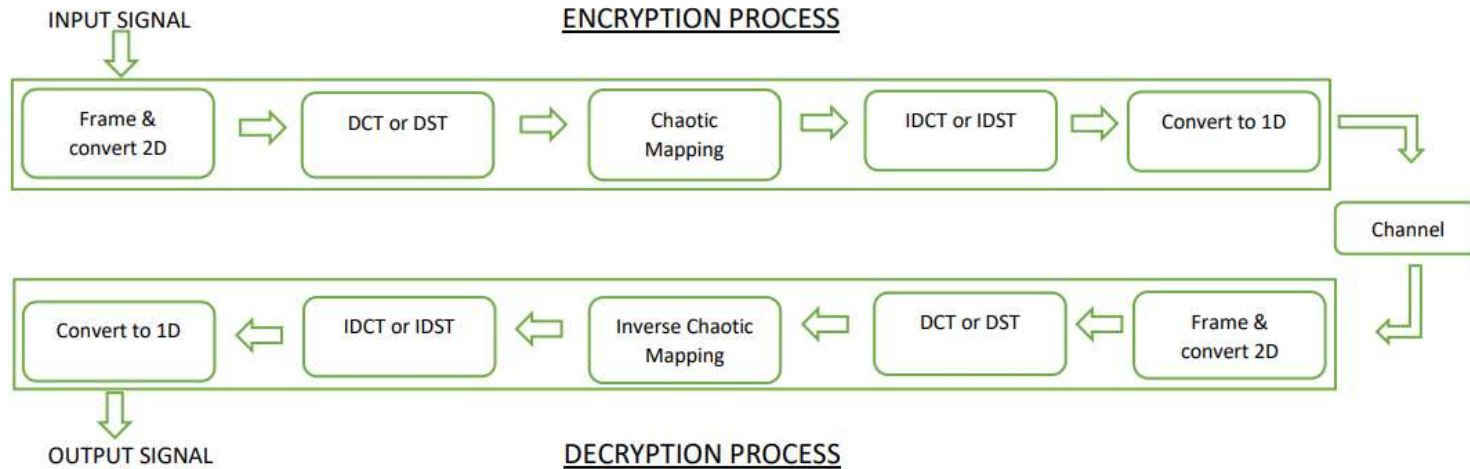 INPUT SIGNAL
ENCRYPTION PROCESS
Frame &
convert 2D
DCT or DST
Chaotic
Mapping
IDCT or IDST
Convert to 1D
Channel
Convert to 1D
IDCT or IDST
Inverse Chaotic
Mapping
DCT or DST
Frame &
convert 2D
OUTPUT SIGNAL
DECRYPTION PROCESS